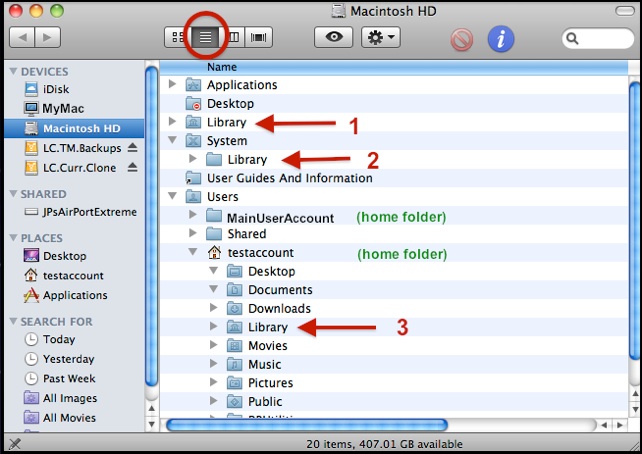 Macintosh HD
Name
DEVICES
iDisk
MyMac
Macintosh HD
LC.TM.Backups
LC.Curr.Clone
SHARED
JPsAirPortExtreme
PLACES
Desktop
testaccount
Applications
SEARCH FOR
Today
Yesterday
Past Week
All Images
All Movies
Applications
Desktop
Library 1
System
Library 2
User Guides And Information
Users
MainUserAccount (home folder)
Shared
testaccount (home folder)
Desktop
Documents
Downloads
Library 3
Movies
Music
Pictures
Public
20 items, 407.01 GB available